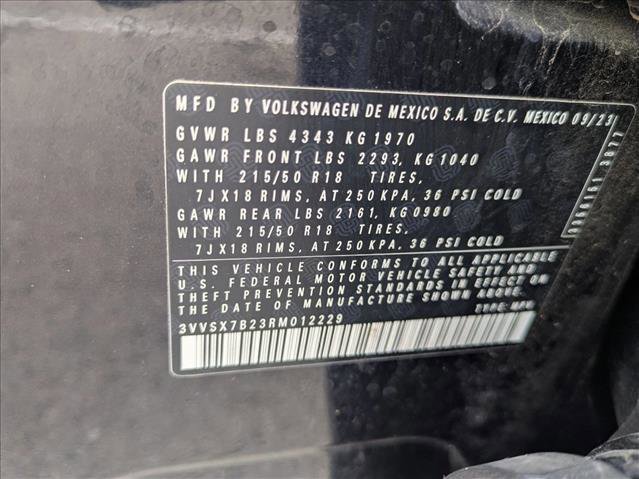 MFD BY VOLKSWAGEN DE MEXICO S.A. DE C.V. MEXICO 09/23
GVWR LBS 4343 KG 1970
GAWR FRONT LBS 2293, KG 1040
WITH 215/50 R18 TIRES,
7JX18 RIMS, AT 250 KPA, 36 PSI COLD
GAWR REAR LBS 2161, KG 0980
WITH 215/50 R18 TIRES,
7JX18 RIMS, AT 250 KPA, 36 PSI COLD
THIS VEHICLE CONFORMS TO ALL APPLICABLE
U.S. FEDERAL MOTOR VEHICLE SAFETY AND
THEFT PREVENTION STANDARDS IN EFFECT ON
THE DATE OF MANUFACTURE SHOWN ABOVE.
3VVSX7B23RM012229
TYPE: MPV